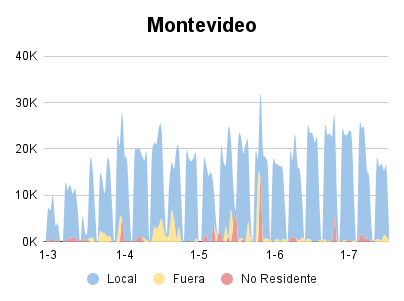 Montevideo
40K
30K
20K
10K
0K
1-3 1-4 1-5 1-6 1-7
Local Fuera No Residente